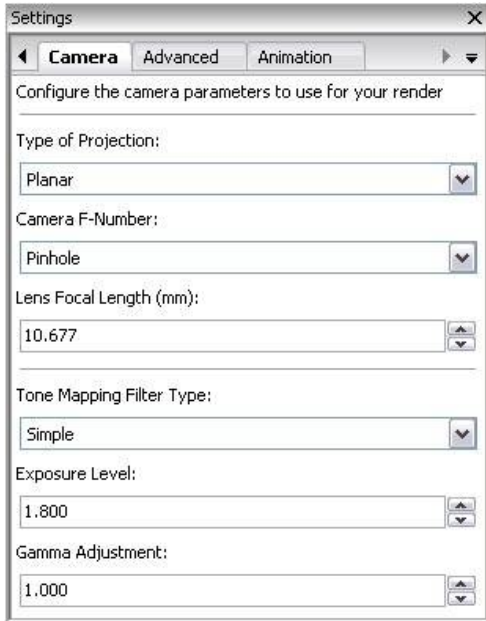 Settings
Camera Advanced Animation
Configure the camera parameters to use for your render
Type of Projection:
Planar
Camera F-Number:
Pinhole
Lens Focal Length (mm):
10.677
Tone Mapping Filter Type:
Simple
Exposure Level:
1.800
Gamma Adjustment:
1.000